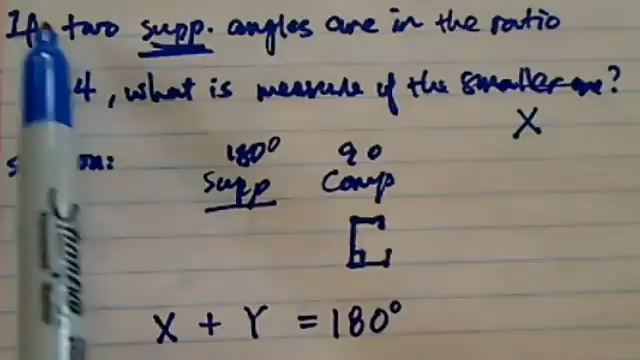 If two supp. angles are in the ratio
4, what is measure of the smaller one?
X
180° 90
Supp Comp
X + Y = 180°